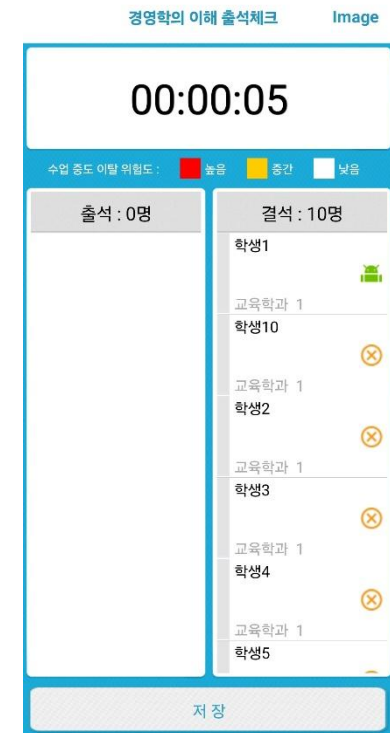 경영학의 이해 출석체크 Image
00:00:05
수업 중도 이탈 위험도 : 높음 중간 낮음
출석 : 0명
결석 : 10명
학생1
교육학과 1
학생10
교육학과 1
학생2
교육학과 1
학생3
교육학과 1
학생4
교육학과 1
학생5
저 장